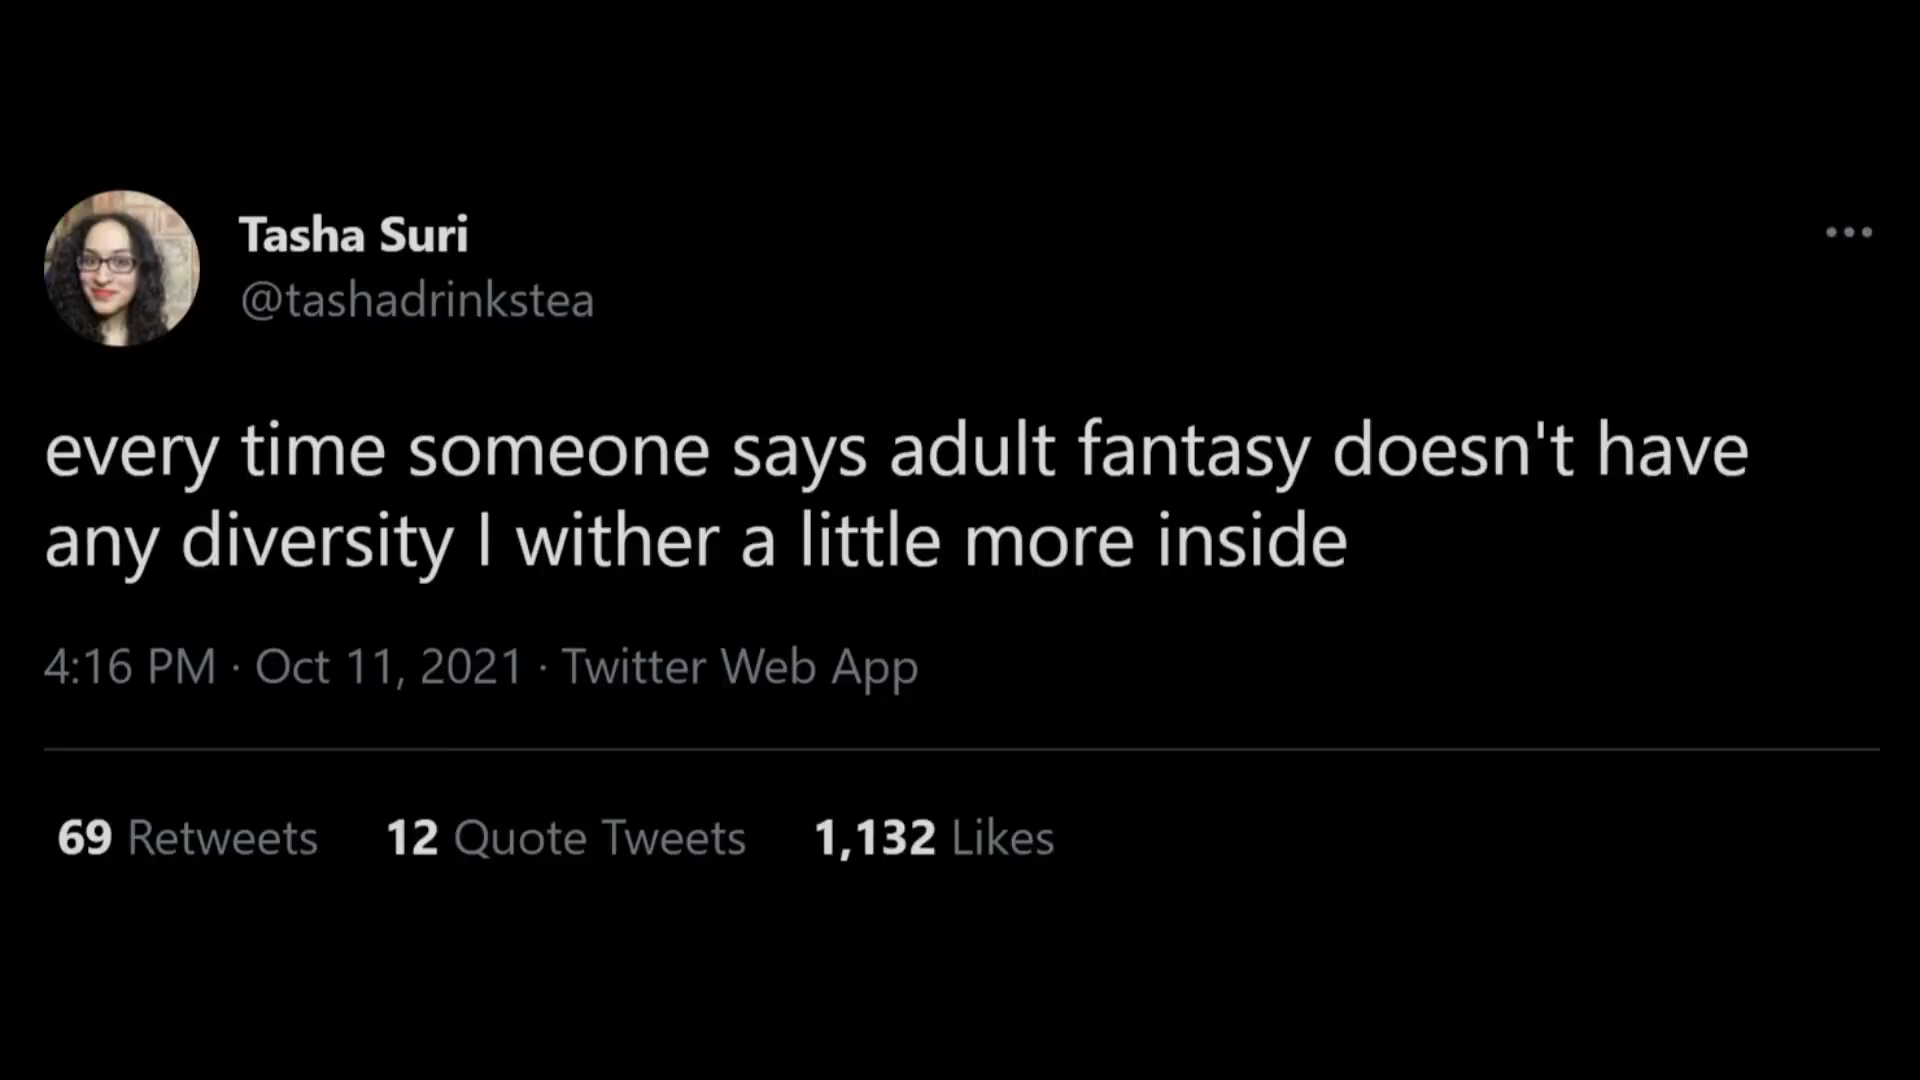 Tasha Suri
@tashadrinkstea
every time someone says adult fantasy doesn't have
any diversity I wither a little more inside
4:16 PM · Oct 11, 2021 · Twitter Web App
69 Retweets 12 Quote Tweets 1,132 Likes